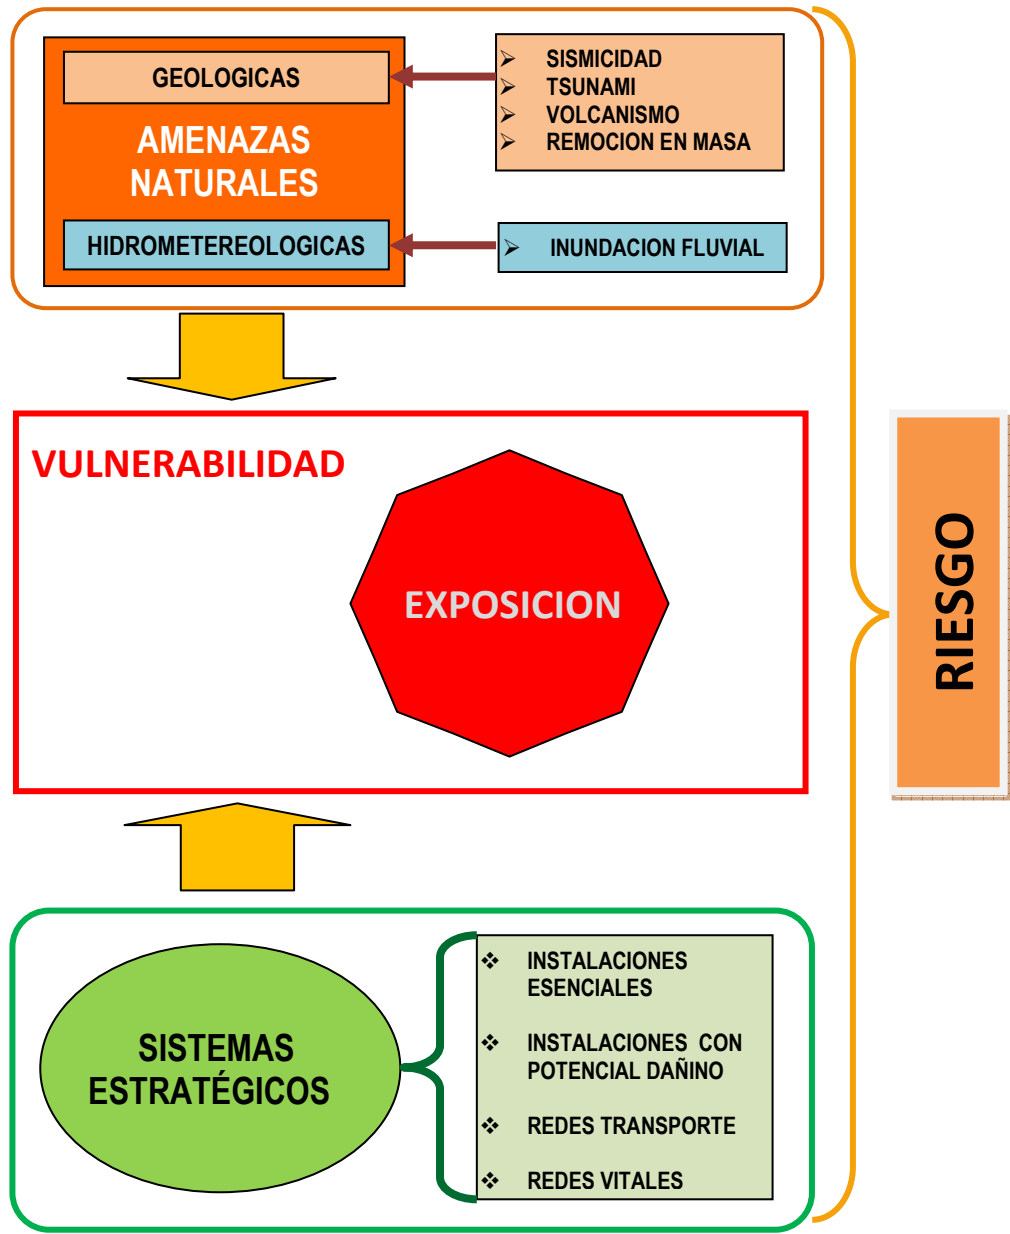 GEOLOGICAS
AMENAZAS
NATURALES
HIDROMETEREOLOGICAS
SISMICIDAD
TSUNAMI
VOLCANISMO
REMOCION EN MASA
INUNDACION FLUVIAL
VULNERABILIDAD
EXPOSICION
RIESGO
SISTEMAS
ESTRATÉGICOS
INSTALACIONES
ESENCIALES
INSTALACIONES CON
POTENCIAL DAÑINO
REDES TRANSPORTE
REDES VITALES